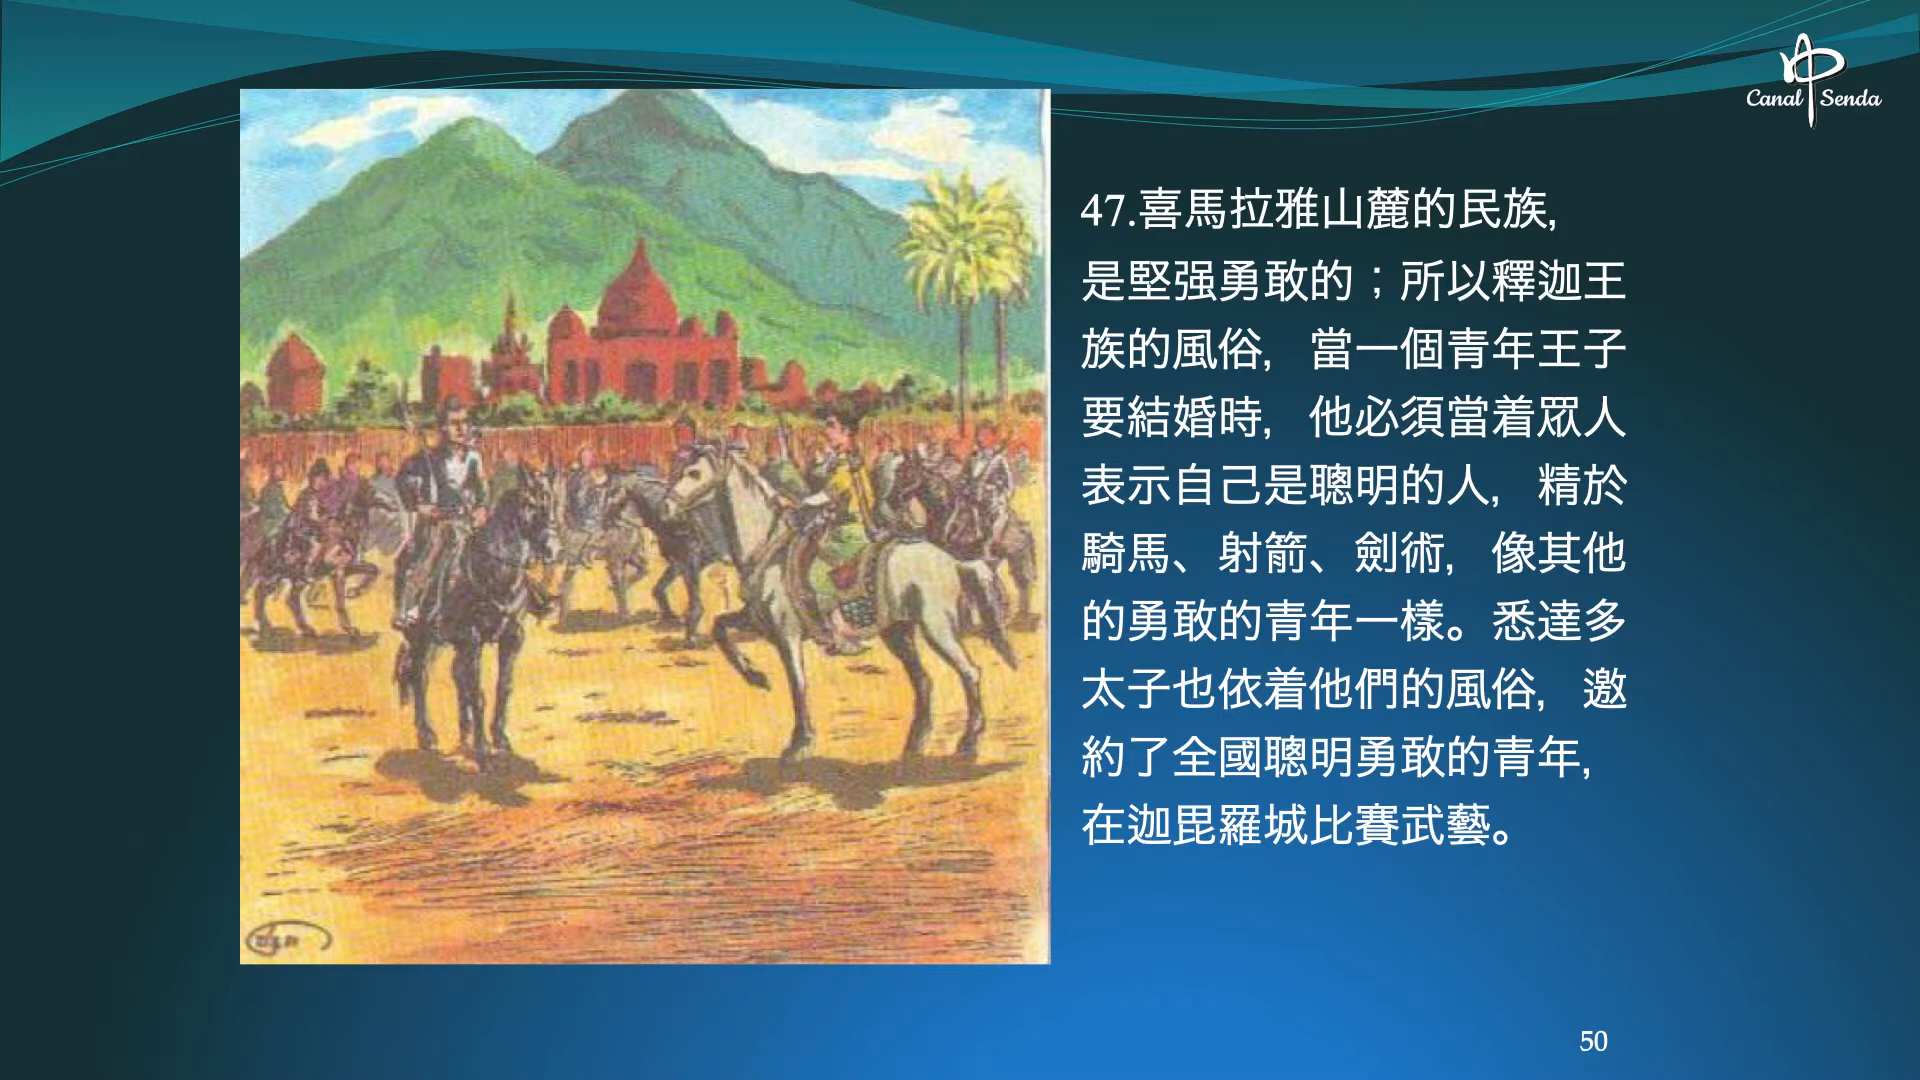 Canal Senda
47.喜馬拉雅山麓的民族,
是堅强勇敢的；所以釋迦王
族的風俗, 當一個青年王子
要結婚時, 他必須當着眾人
表示自己是聰明的人, 精於
騎馬、射箭、劍術, 像其他
的勇敢的青年一樣。悉達多
太子也依着他們的風俗, 邀
約了全國聰明勇敢的青年,
在迦毘羅城比賽武藝。
50